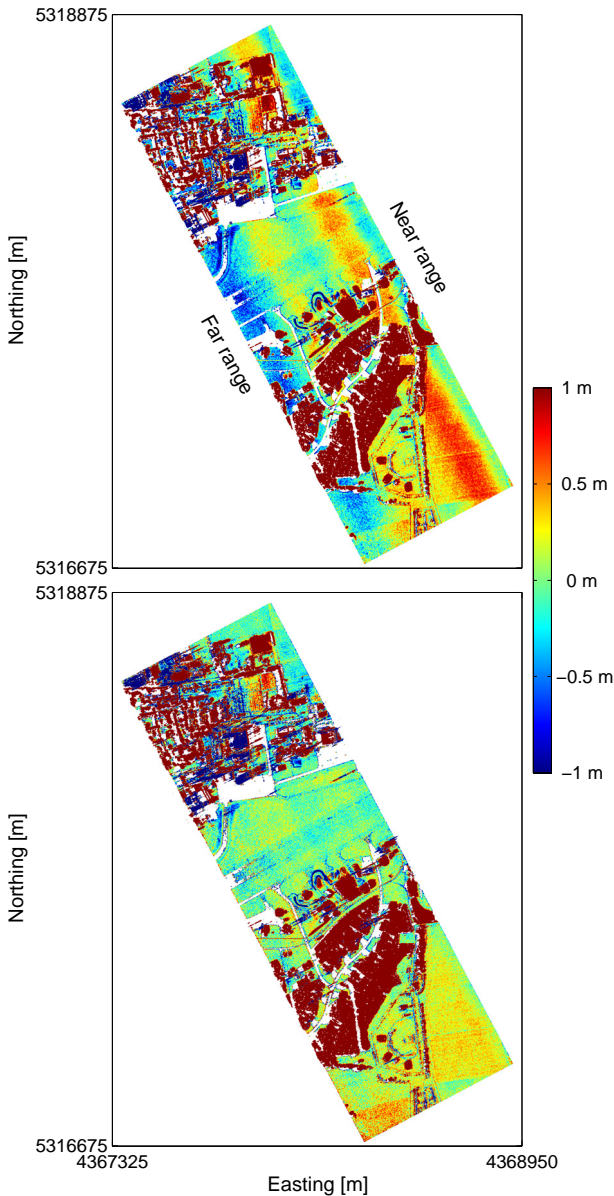 5318875
Northing [m]
Near range
Far range
5316675
1 m
0.5 m
0 m
−0.5 m
−1 m
5318875
Northing [m]
5316675
4367325
4368950
Easting [m]